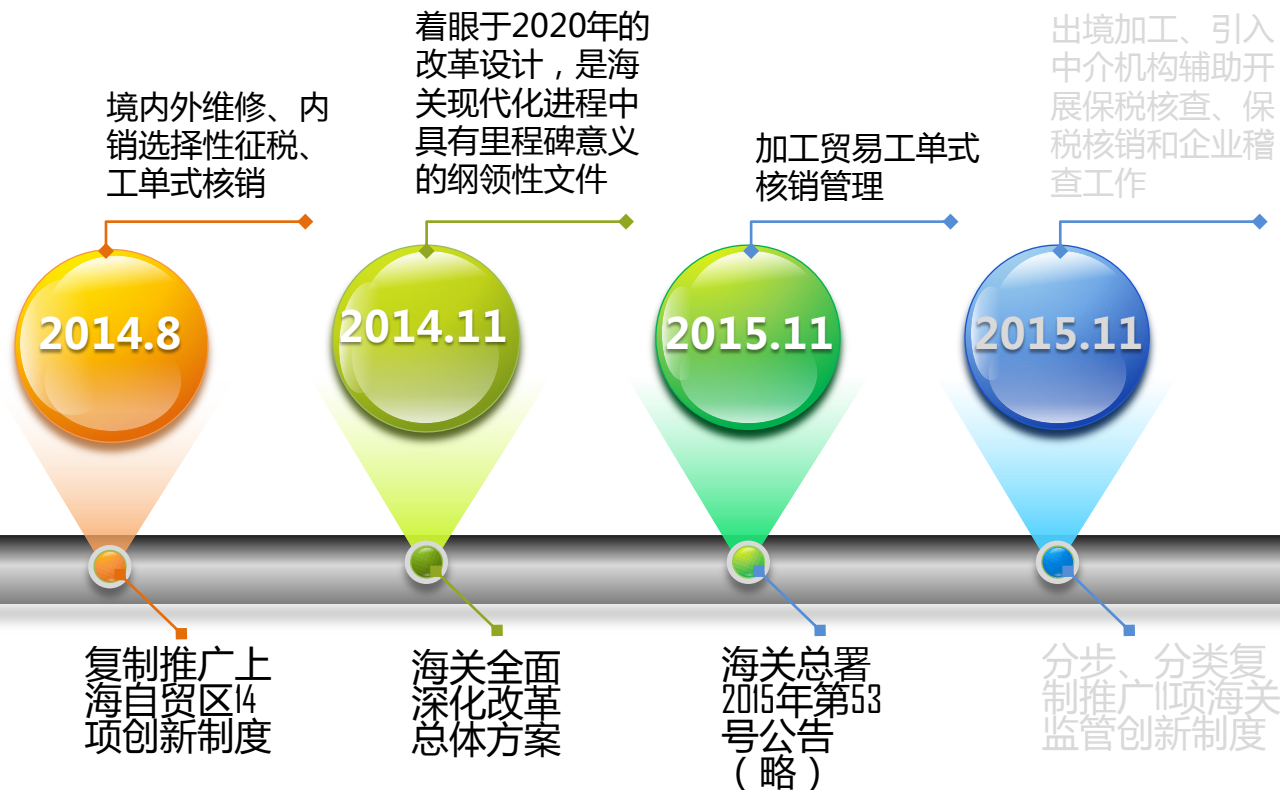 境内外维修、内
销选择性征税、
工单式核销
着眼于2020年的
改革设计，是海
关现代化进程中
具有里程碑意义
的纲领性文件
加工贸易工单式
核销管理
出境加工、引入
中介机构辅助开
展保税核查、保
税核销和企业稽
查工作
2014.8
2014.11
2015.11
2015.11
复制推广上
海自贸区14
项创新制度
海关全面
深化改革
总体方案
海关总署
2015年第53
号公告
（略）
分步、分类复
制推广11项海关
监管创新制度